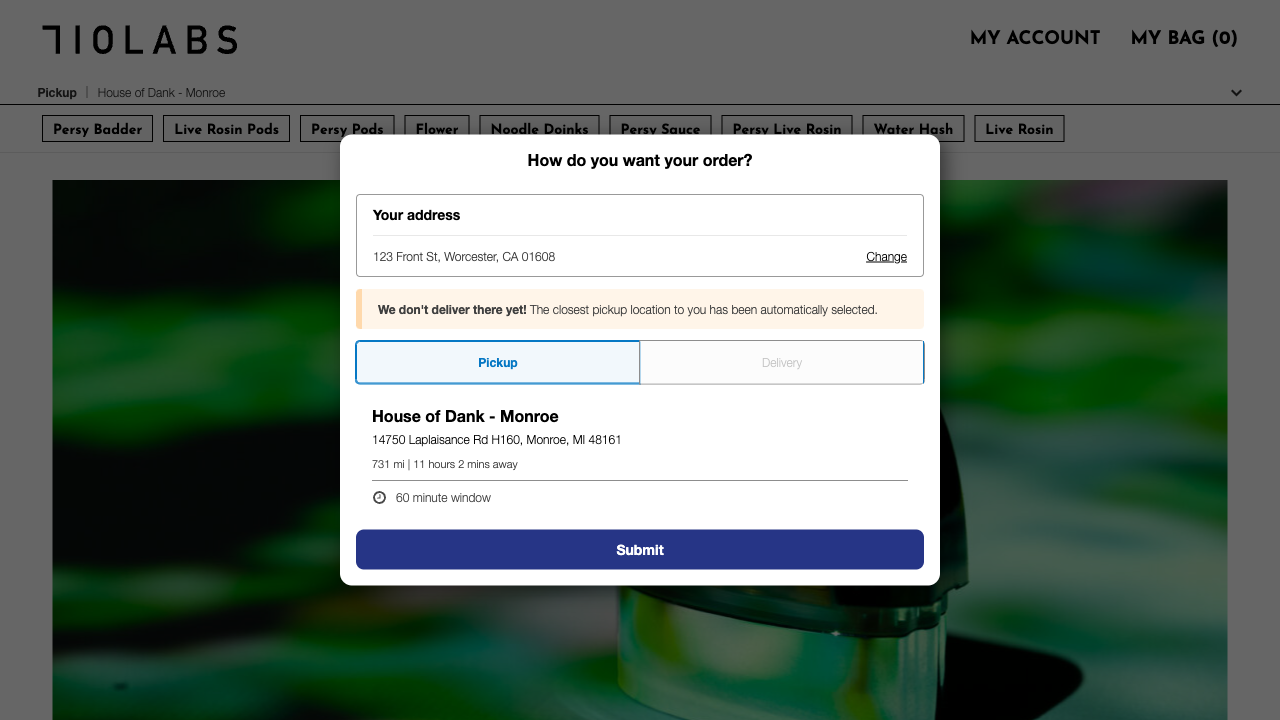 710LABS
MY ACCOUNT
MY BAG (0)
Pickup | House of Dank - Monroe
Persy Badder
Live Rosin Pods
Persy Pods
Flower
Noodle Doinks
Persy Sauce
Persy Live Rosin
Water Hash
Live Rosin
How do you want your order?
Your address
123 Front St, Worcester, CA 01608
Change
We don't deliver there yet! The closest pickup location to you has been automatically selected.
Pickup
Delivery
House of Dank - Monroe
14750 Laplaisance Rd H160, Monroe, MI 48161
731 mi | 11 hours 2 mins away
60 minute window
Submit